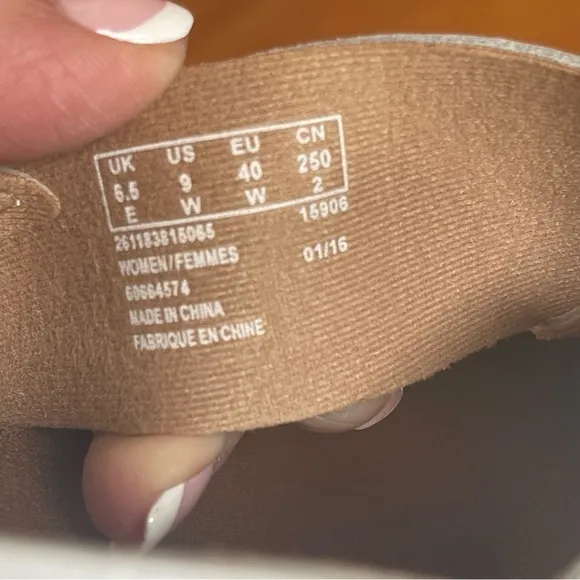 UK US EU CN
6.5 9 40 250
E W W 2
261183815065 15906
WOMEN/FEMMES 01/16
60664574
MADE IN CHINA
FABRIQUE EN CHINE